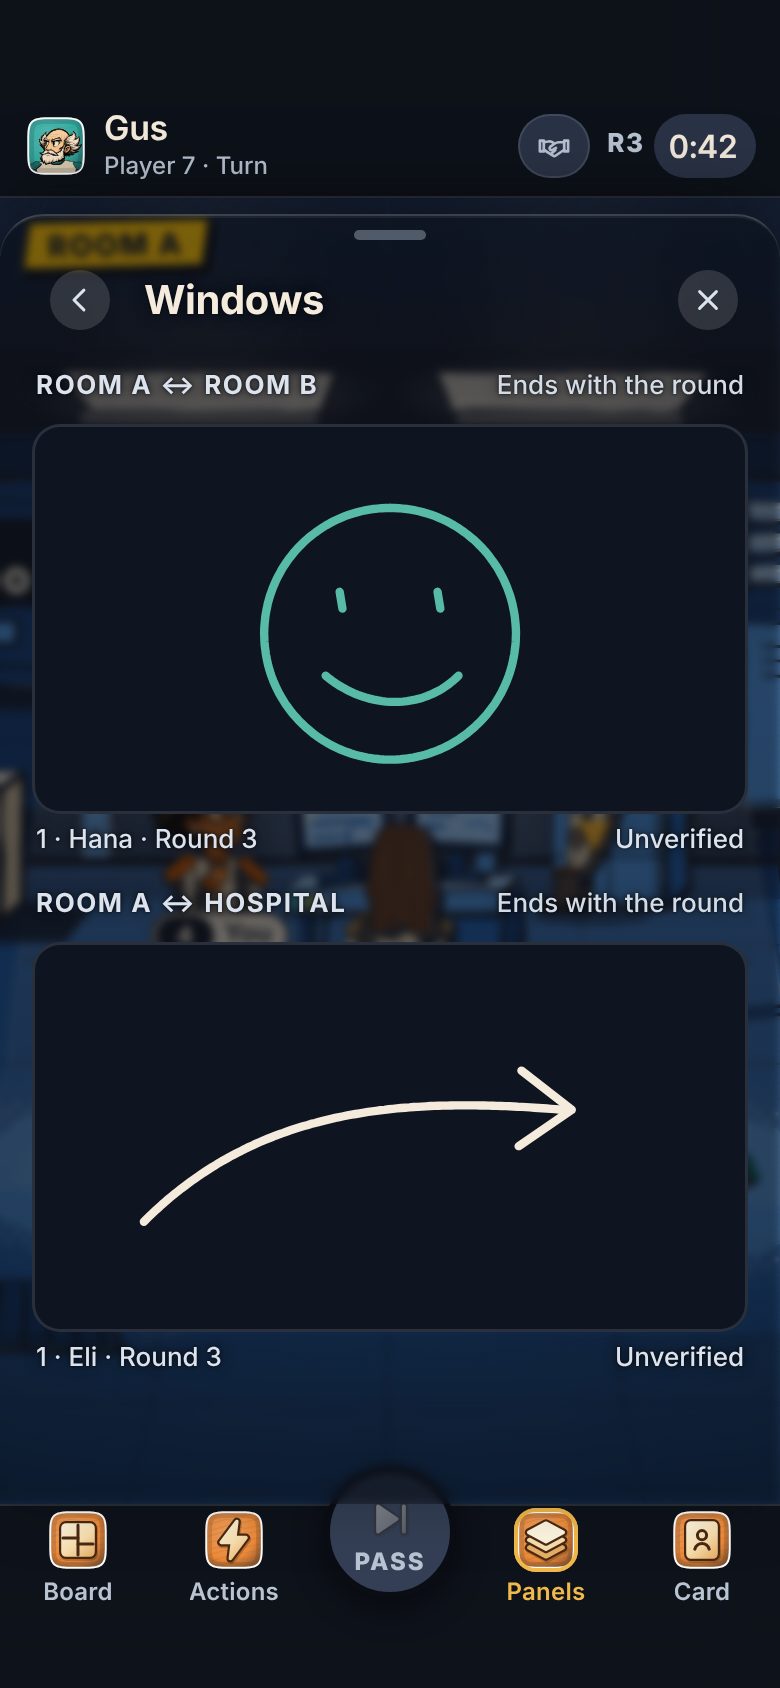 Gus
Player 7 · Turn
R3
0:42
ROOM A
Windows
ROOM A ↔ ROOM B
Ends with the round
1 · Hana · Round 3
Unverified
ROOM A ↔ HOSPITAL
Ends with the round
1 · Eli · Round 3
Unverified
PASS
Board
Actions
Panels
Card